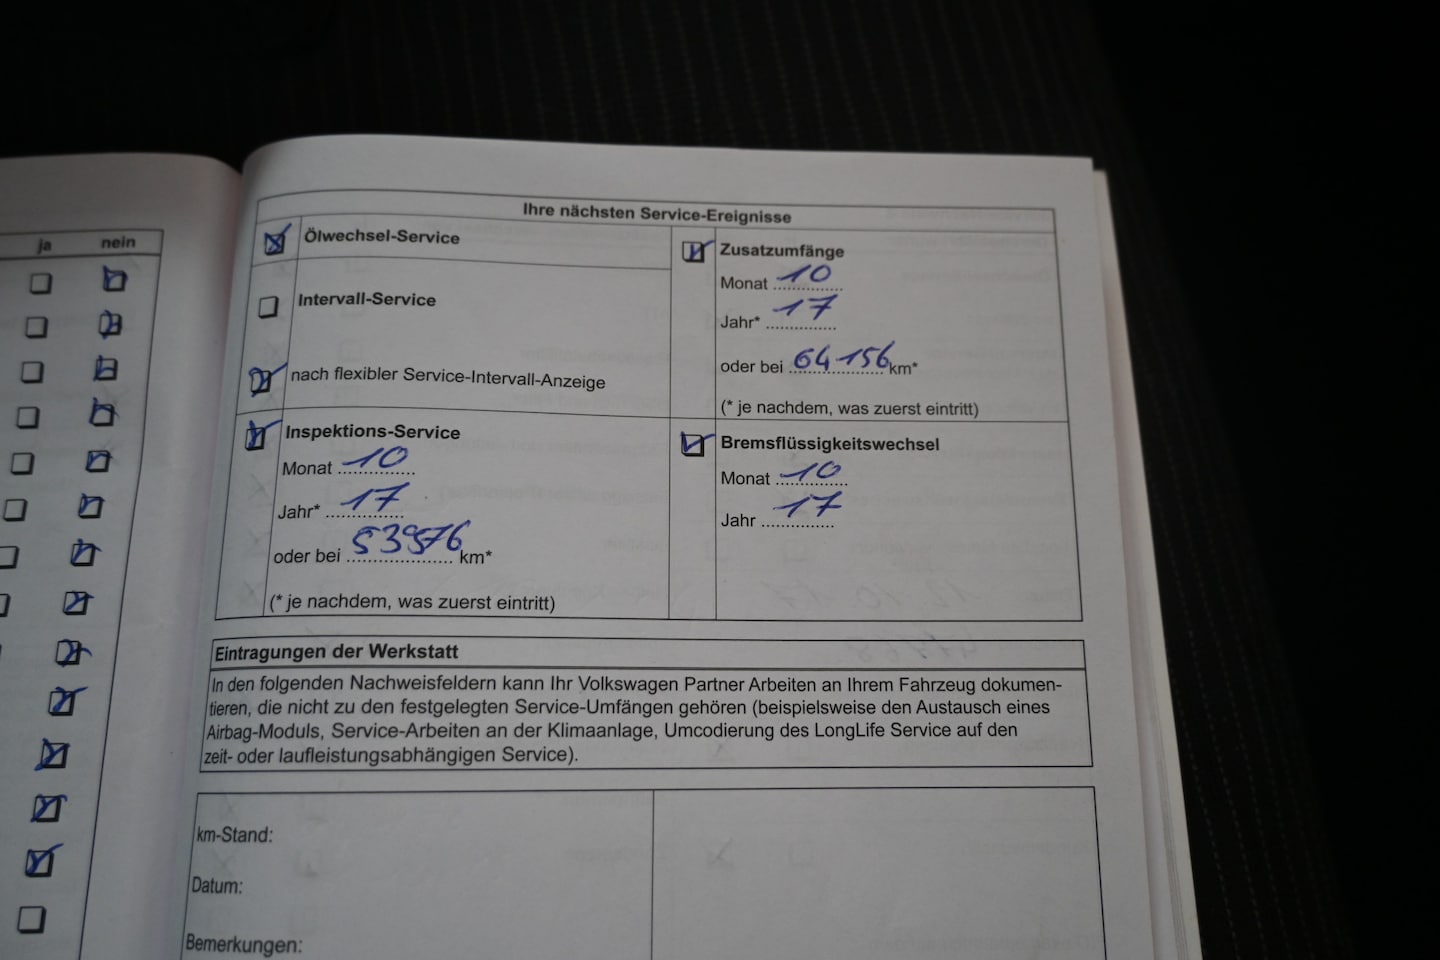 ja nein
Ihre nächsten Service-Ereignisse
Ölwechsel-Service
Intervall-Service
nach flexibler Service-Intervall-Anzeige
Zusatzumfänge
Monat 10
Jahr* 17
oder bei 64 156 km*
(* je nachdem, was zuerst eintritt)
Inspektions-Service
Monat 10
Jahr* 17
oder bei 53976 km*
(* je nachdem, was zuerst eintritt)
Bremsflüssigkeitswechsel
Monat 10
Jahr 17
Eintragungen der Werkstatt
In den folgenden Nachweisfeldern kann Ihr Volkswagen Partner Arbeiten an Ihrem Fahrzeug dokumen-
tieren, die nicht zu den festgelegten Service-Umfängen gehören (beispielsweise den Austausch eines
Airbag-Moduls, Service-Arbeiten an der Klimaanlage, Umcodierung des LongLife Service auf den
zeit- oder laufleistungsabhängigen Service).
km-Stand:
Datum:
Bemerkungen: